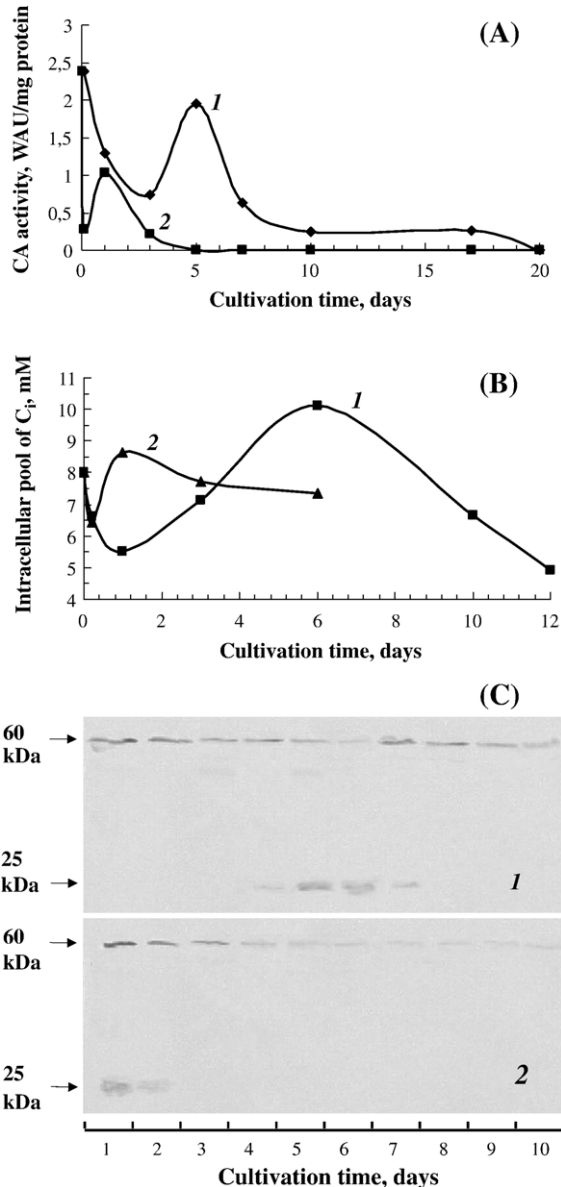 (A)
CA activity, WAU/mg protein
3
2,5
2
1,5
1
0,5
0
1
2
0 5 10 15 20
Cultivation time, days
(B)
Intracellular pool of Ci, mM
11
10
9
8
7
6
5
4
1
2
0 2 4 6 8 10 12
Cultivation time, days
(C)
60
kDa
25
kDa
1
60
kDa
25
kDa
2
1 2 3 4 5 6 7 8 9 10
Cultivation time, days